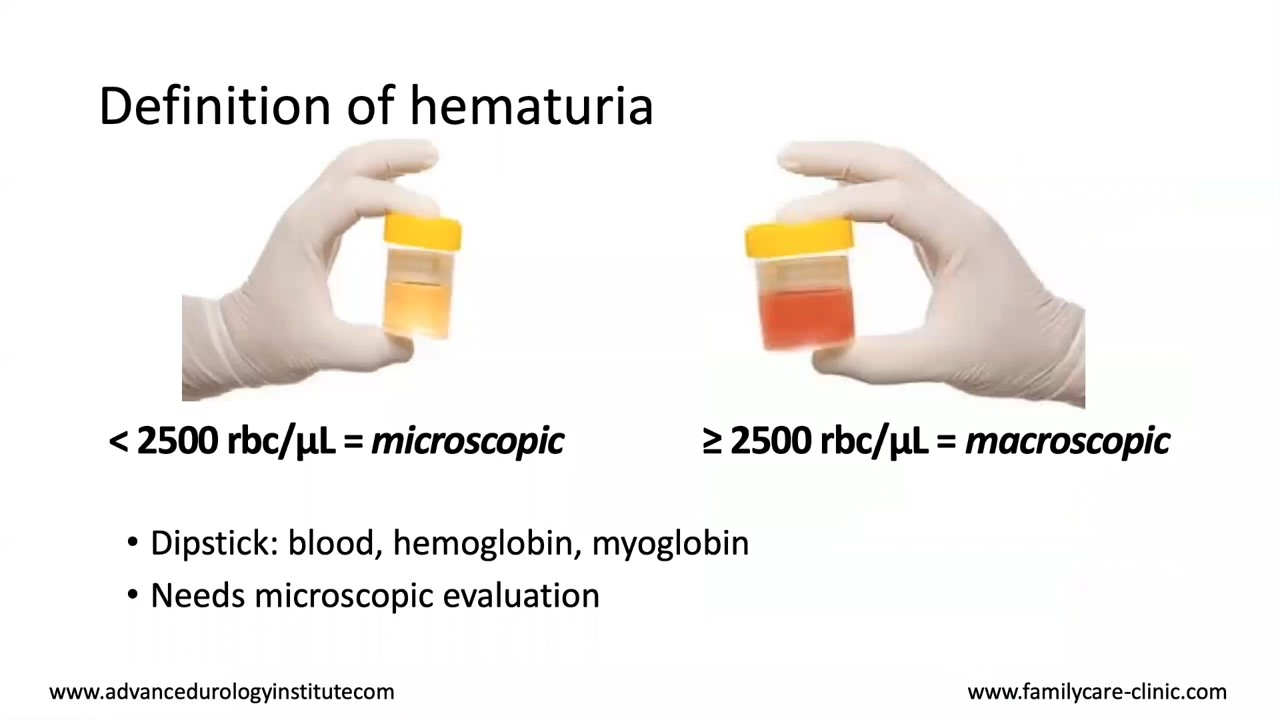 Definition of hematuria
< 2500 rbc/µL = microscopic
≥ 2500 rbc/µL = macroscopic
• Dipstick: blood, hemoglobin, myoglobin
• Needs microscopic evaluation
www.advancedurologyinstitutecom
www.familycare-clinic.com